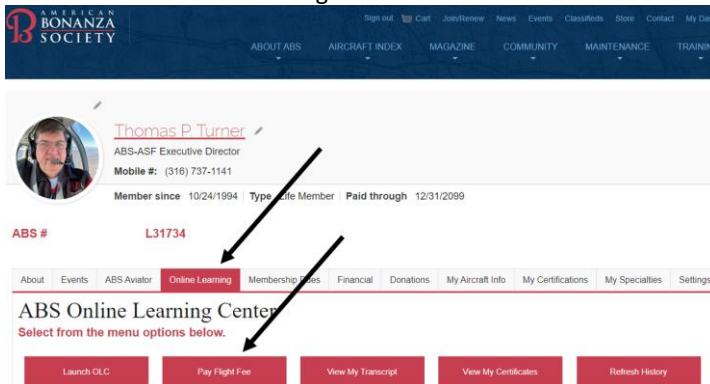 AMERICAN
BONANZA
SOCIETY
Sign out Cart Join/Renew News Events Classifieds Store Contact My Da
ABOUT ABS AIRCRAFT INDEX MAGAZINE COMMUNITY MAINTENANCE TRAININ
Thomas P. Turner
ABS-ASF Executive Director
Mobile #: (316) 737-1141
Member since 10/24/1994 Type Life Member Paid through 12/31/2099
ABS # L31734
About Events ABS Aviator Online Learning Membership Dues Financial Donations My Aircraft Info My Certifications My Specialties Settings
ABS Online Learning Center
Select from the menu options below.
Launch OLC Pay Flight Fee View My Transcript View My Certificates Refresh History